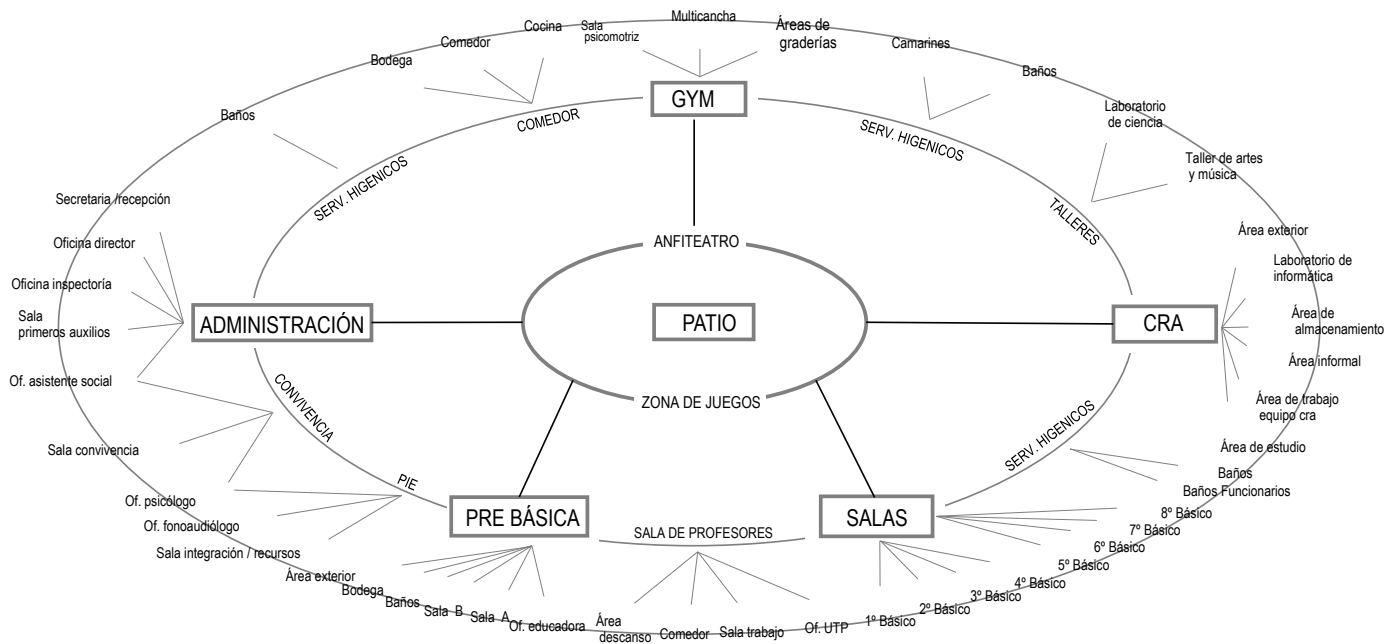 Multicancha
Cocina
Sala
psicomotriz
Áreas de
graderías
Comedor
Camarines
Bodega
Baños
GYM
COMEDOR
SERV. HIGENICOS
Baños
Laboratorio
de ciencia
SERV. HIGENICOS
Taller de artes
y música
TALLERES
Secretaria /recepción
Oficina director
Oficina inspectoría
Sala
primeros auxilios
Of. asistente social
ADMINISTRACIÓN
ANFITEATRO
PATIO
ZONA DE JUEGOS
CRA
Área exterior
Laboratorio de
informática
Área de
almacenamiento
Área informal
Área de trabajo
equipo cra
Área de estudio
CONVIVENCIA
SERV. HIGENICOS
Sala convivencia
PIE
Baños
Baños Funcionarios
Of. psicólogo
Of. fonoaudiólogo
Sala integración / recursos
PRE BÁSICA
SALA DE PROFESORES
SALAS
8º Básico
7º Básico
6º Básico
5º Básico
4º Básico
3º Básico
2º Básico
1º Básico
Área exterior
Bodega
Baños
Sala B
Sala A
Of. educadora
Área
descanso
Comedor
Sala trabajo
Of. UTP